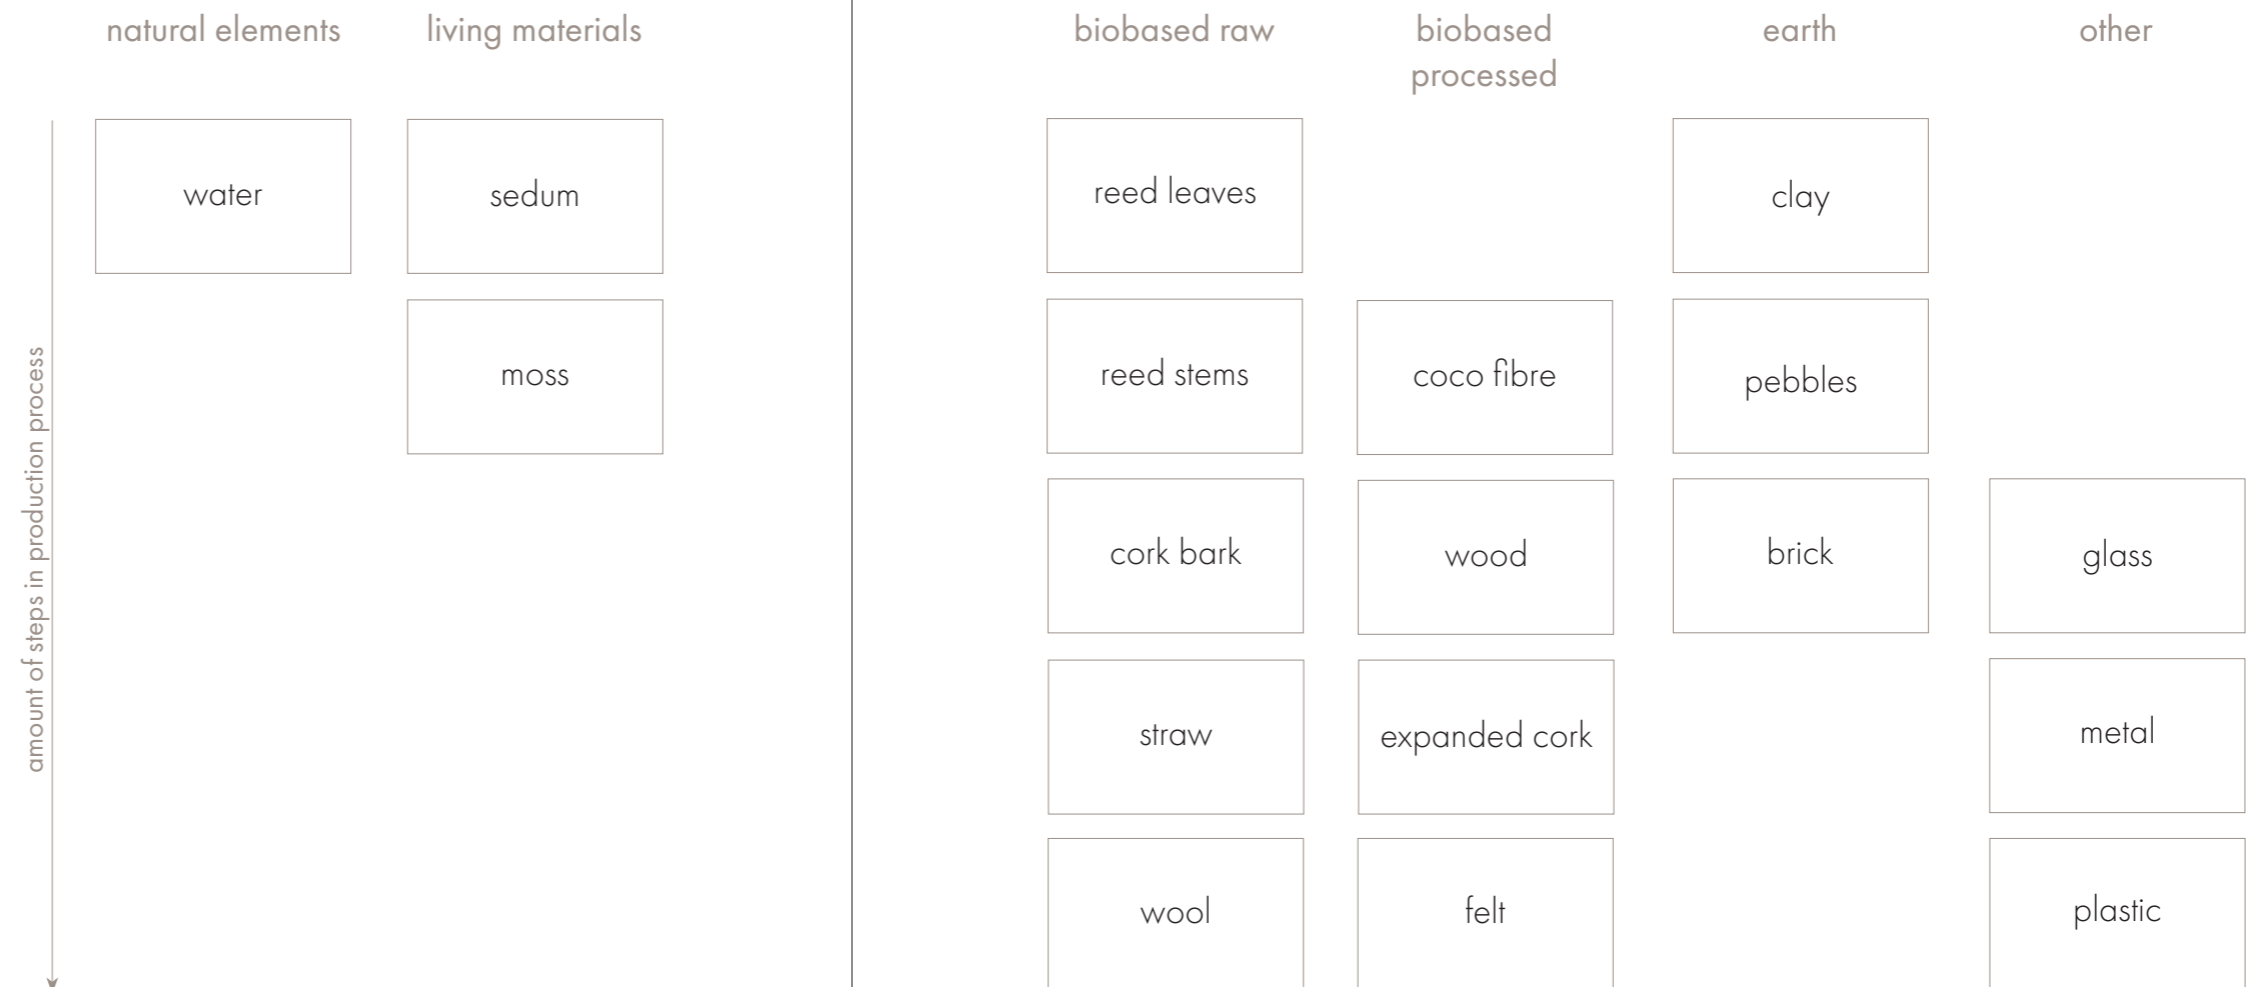 natural elements
living materials
biobased raw
biobased
processed
earth
other
amount of steps in production process
water
sedum
reed leaves
clay
moss
reed stems
coco fibre
pebbles
cork bark
wood
brick
glass
straw
expanded cork
metal
wool
felt
plastic